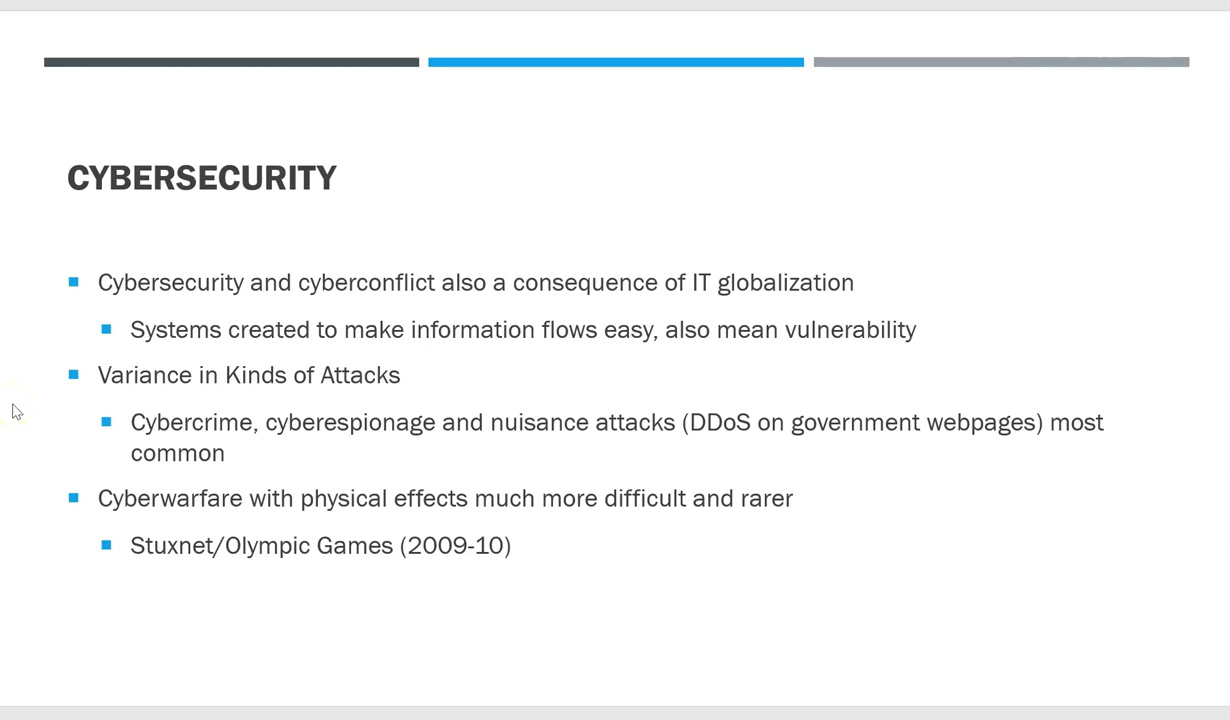 CYBERSECURITY
Cybersecurity and cyberconflict also a consequence of IT globalization
Systems created to make information flows easy, also mean vulnerability
Variance in Kinds of Attacks
Cybercrime, cyberespionage and nuisance attacks (DDoS on government webpages) most
common
Cyberwarfare with physical effects much more difficult and rarer
Stuxnet/Olympic Games (2009-10)